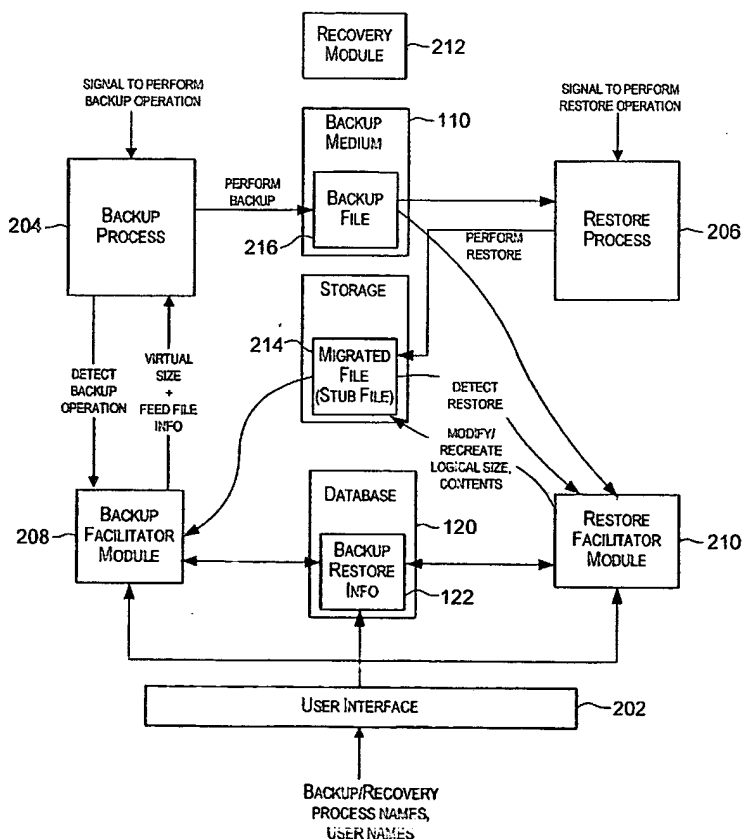 RECOVERY
MODULE
212
SIGNAL TO PERFORM
BACKUP OPERATION
SIGNAL TO PERFORM
RESTORE OPERATION
110
BACKUP
MEDIUM
204
BACKUP
PROCESS
PERFORM
BACKUP
BACKUP
FILE
216
RESTORE
PROCESS
206
PERFORM
RESTORE
STORAGE
214
MIGRATED
FILE
(STUB FILE)
DETECT
BACKUP
OPERATION
VIRTUAL
SIZE
+
FEED FILE
INFO
DETECT
RESTORE
MODIFY/
RECREATE
LOGICAL SIZE,
CONTENTS
208
BACKUP
FACILITATOR
MODULE
DATABASE
120
BACKUP
RESTORE
INFO
122
RESTORE
FACILITATOR
MODULE
210
USER INTERFACE
202
BACKUP/RECOVERY
PROCESS NAMES,
USER NAMES